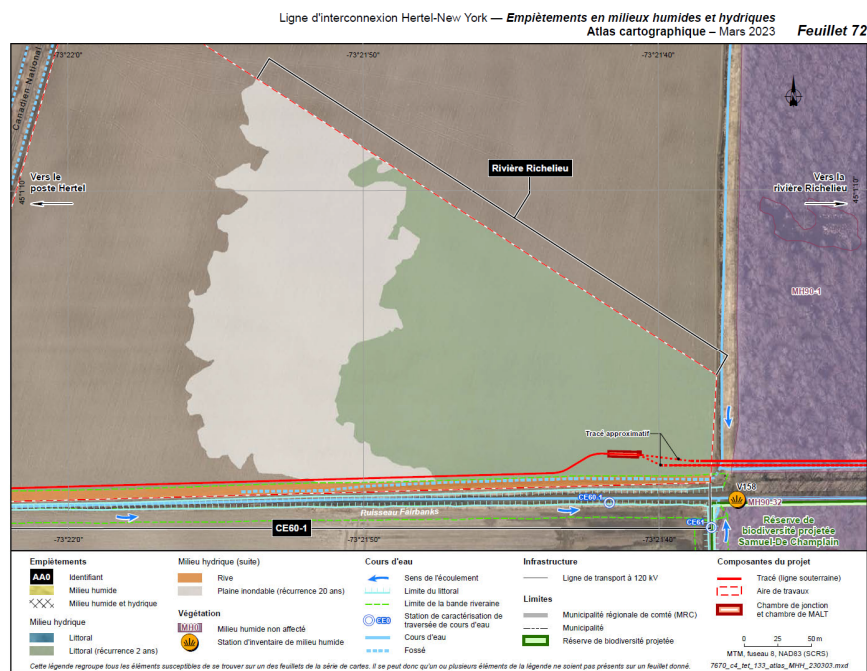 Ligne d'interconnexion Hertel-New York — Empiètements en milieux humides et hydriques
Atlas cartographique – Mars 2023 Feuillet 72
-73°22'0" -73°21'50" -73°21'40"
Canadien National
Rivière Richelieu
Vers le
poste Hertel
Vers la
rivière Richelieu
45°1'10" 45°1'10"
MH90-1
Tracé approximatif
V158
MH90-32
CE60-1
Ruisseau Fairbanks
CE61
CE60-1
Réserve de
biodiversité projetée
Samuel-De Champlain
-73°22'0" -73°21'50" -73°21'40"
Empiètements
AA0 Identifiant
Milieu humide
Milieu humide et hydrique
Milieu hydrique
Littoral
Littoral (récurrence 2 ans)
Milieu hydrique (suite)
Rive
Plaine inondable (récurrence 20 ans)
Végétation
MH0 Milieu humide non affecté
Station d'inventaire de milieu humide
Cours d'eau
Sens de l'écoulement
Limite du littoral
Limite de la bande riveraine
CE0 Station de caractérisation de
traversée de cours d'eau
Cours d'eau
Fossé
Infrastructure
Ligne de transport à 120 kV
Limites
Municipalité régionale de comté (MRC)
Municipalité
Réserve de biodiversité projetée
Composantes du projet
Tracé (ligne souterraine)
Aire de travaux
Chambre de jonction
et chambre de MALT
0 25 50 m
MTM, fuseau 8, NAD83 (SCRS)
Cette légende regroupe tous les éléments susceptibles de se trouver sur un des feuillets de la série de cartes. Il se peut donc qu'un ou plusieurs éléments de la légende ne soient pas présents sur un feuillet donné.
7670_c4_tet_133_atlas_MHH_230303.mxd